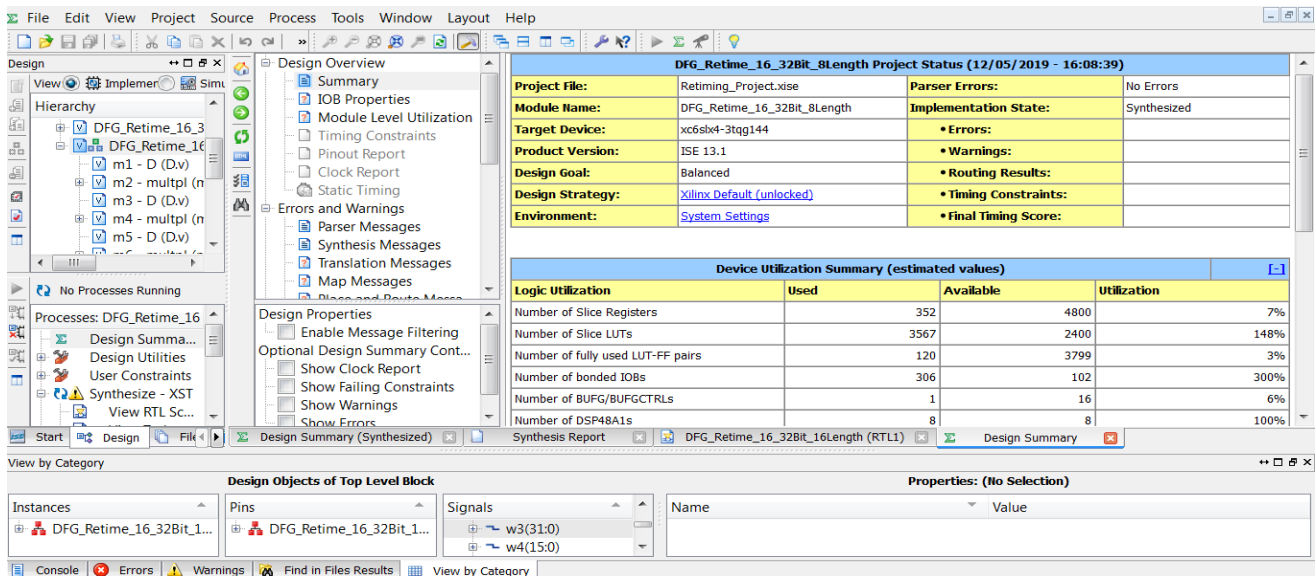 File Edit View Project Source Process Tools Window Layout Help
Design
View Implemen Simu
Hierarchy
DFG_Retime_16_3
DFG_Retime_16
m1 - D (D.v)
m2 - multpl (m
m3 - D (D.v)
m4 - multpl (m
m5 - D (D.v)
No Processes Running
Processes: DFG_Retime_16
Design Summa...
Design Utilities
User Constraints
Synthesize - XST
View RTL Sc...
Start Design File
Design Overview
Summary
IOB Properties
Module Level Utilization
Timing Constraints
Pinout Report
Clock Report
Static Timing
Errors and Warnings
Parser Messages
Synthesis Messages
Translation Messages
Map Messages
Place and Route Messa
Design Properties
Enable Message Filtering
Optional Design Summary Cont...
Show Clock Report
Show Failing Constraints
Show Warnings
Show Errors
DFG_Retime_16_32Bit_8Length Project Status (12/05/2019 - 16:08:39)
Project File: Retiming_Project.xise Parser Errors: No Errors
Module Name: DFG_Retime_16_32Bit_8Length Implementation State: Synthesized
Target Device: xc6slx4-3tqg144 • Errors:
Product Version: ISE 13.1 • Warnings:
Design Goal: Balanced • Routing Results:
Design Strategy: Xilinx Default (unlocked) • Timing Constraints:
Environment: System Settings • Final Timing Score:
Device Utilization Summary (estimated values) [-]
Logic Utilization Used Available Utilization
Number of Slice Registers 352 4800 7%
Number of Slice LUTs 3567 2400 148%
Number of fully used LUT-FF pairs 120 3799 3%
Number of bonded IOBs 306 102 300%
Number of BUFG/BUFGCTRLs 1 16 6%
Number of DSP48A1s 8 8 100%
Design Summary (Synthesized) Synthesis Report DFG_Retime_16_32Bit_16Length (RTL1) Design Summary
View by Category
Design Objects of Top Level Block Properties: (No Selection)
Instances Pins Signals Name Value
DFG_Retime_16_32Bit_1... DFG_Retime_16_32Bit_1... w3(31:0)
w4(15:0)
Console Errors Warnings Find in Files Results View by Category